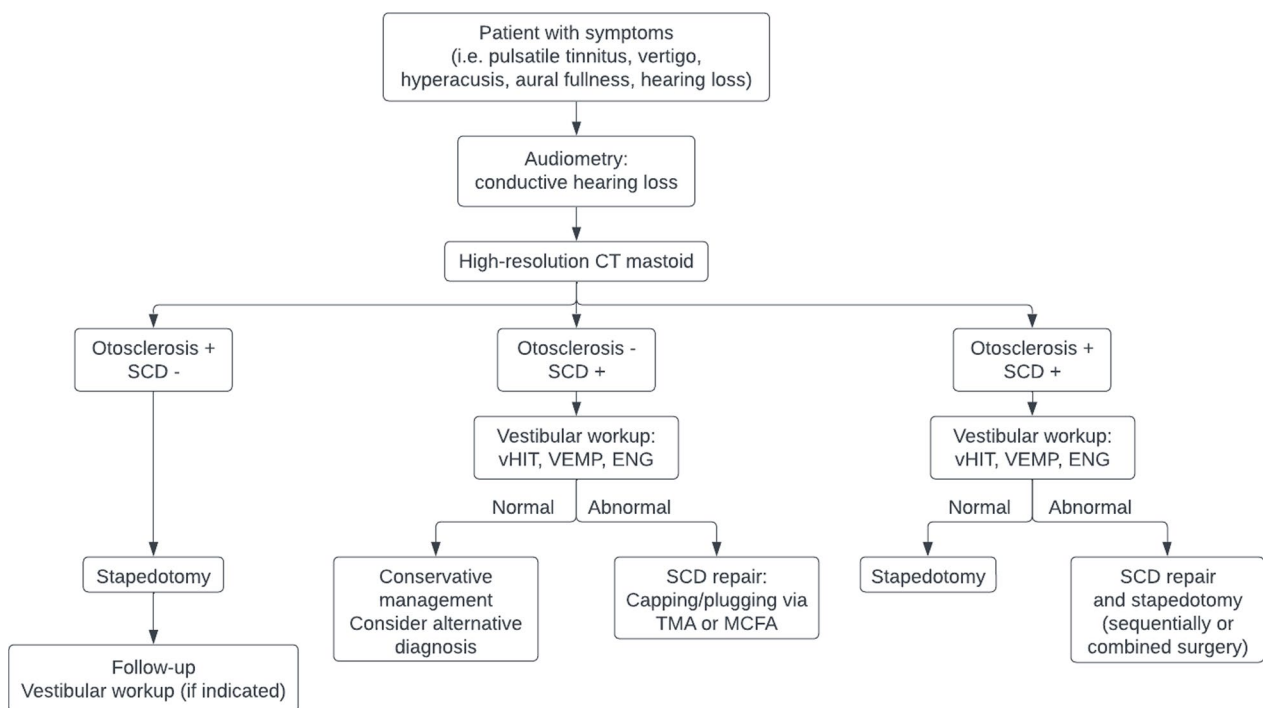 Patient with symptoms
(i.e. pulsatile tinnitus, vertigo,
hyperacusis, aural fullness, hearing loss)
Audiometry:
conductive hearing loss
High-resolution CT mastoid
Otosclerosis +
SCD -
Otosclerosis -
SCD +
Otosclerosis +
SCD +
Vestibular workup:
vHIT, VEMP, ENG
Vestibular workup:
vHIT, VEMP, ENG
Normal
Abnormal
Normal
Abnormal
Stapedotomy
Conservative
management
Consider alternative
diagnosis
SCD repair:
Capping/plugging via
TMA or MCFA
Stapedotomy
SCD repair
and stapedotomy
(sequentially or
combined surgery)
Follow-up
Vestibular workup (if indicated)